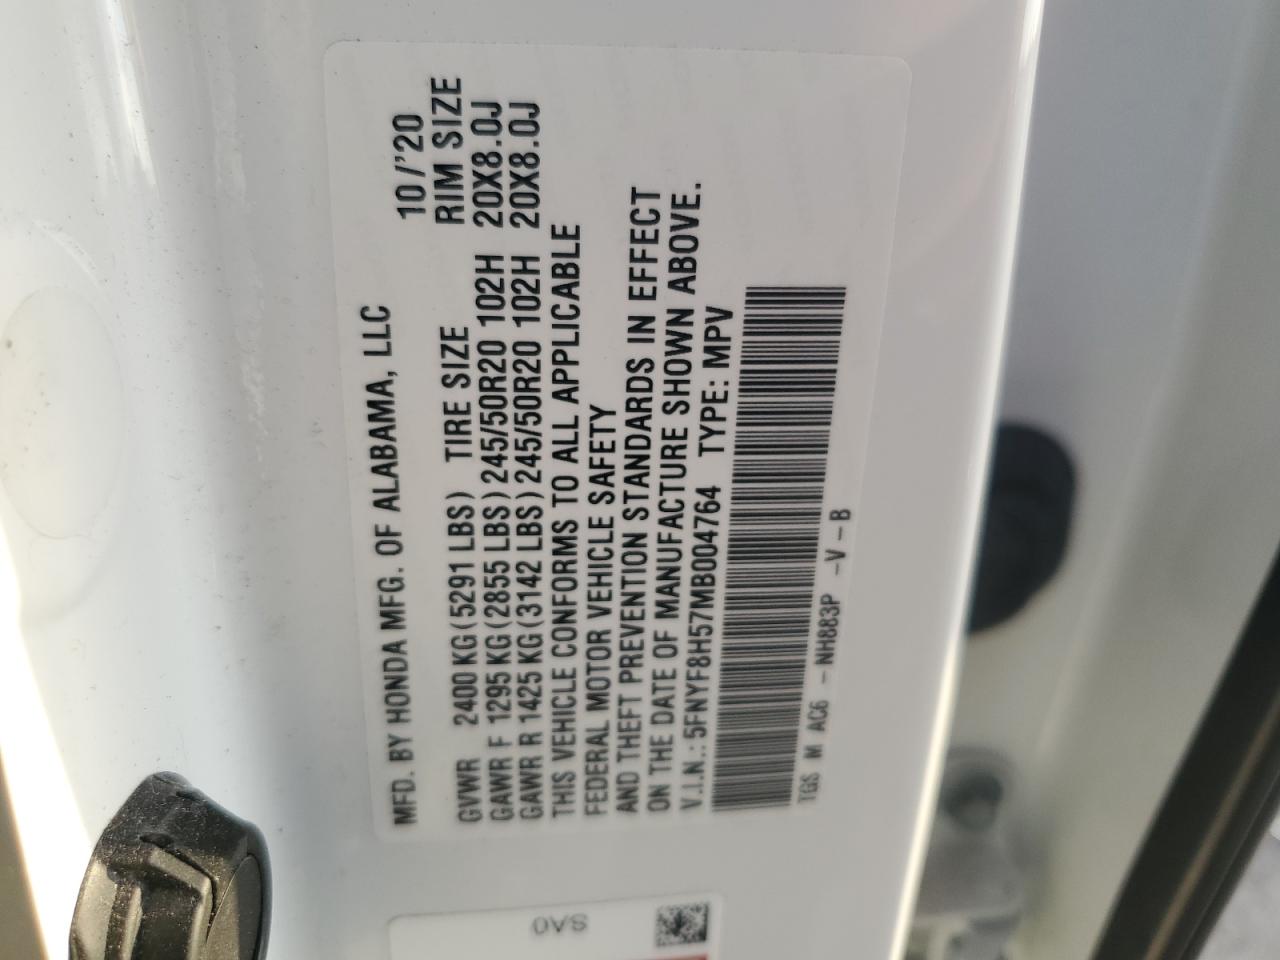 MFD. BY HONDA MFG. OF ALABAMA, LLC 10/'20
GVWR 2400 KG (5291 LBS) TIRE SIZE RIM SIZE
GAWR F 1295 KG (2855 LBS) 245/50R20 102H 20X8.0J
GAWR R 1425 KG (3142 LBS) 245/50R20 102H 20X8.0J
THIS VEHICLE CONFORMS TO ALL APPLICABLE
FEDERAL MOTOR VEHICLE SAFETY
AND THEFT PREVENTION STANDARDS IN EFFECT
ON THE DATE OF MANUFACTURE SHOWN ABOVE.
V.I.N.: 5FNYF8H57MB004764 TYPE: MPV
TGS M AC6 -NH883P -V-B
SA0